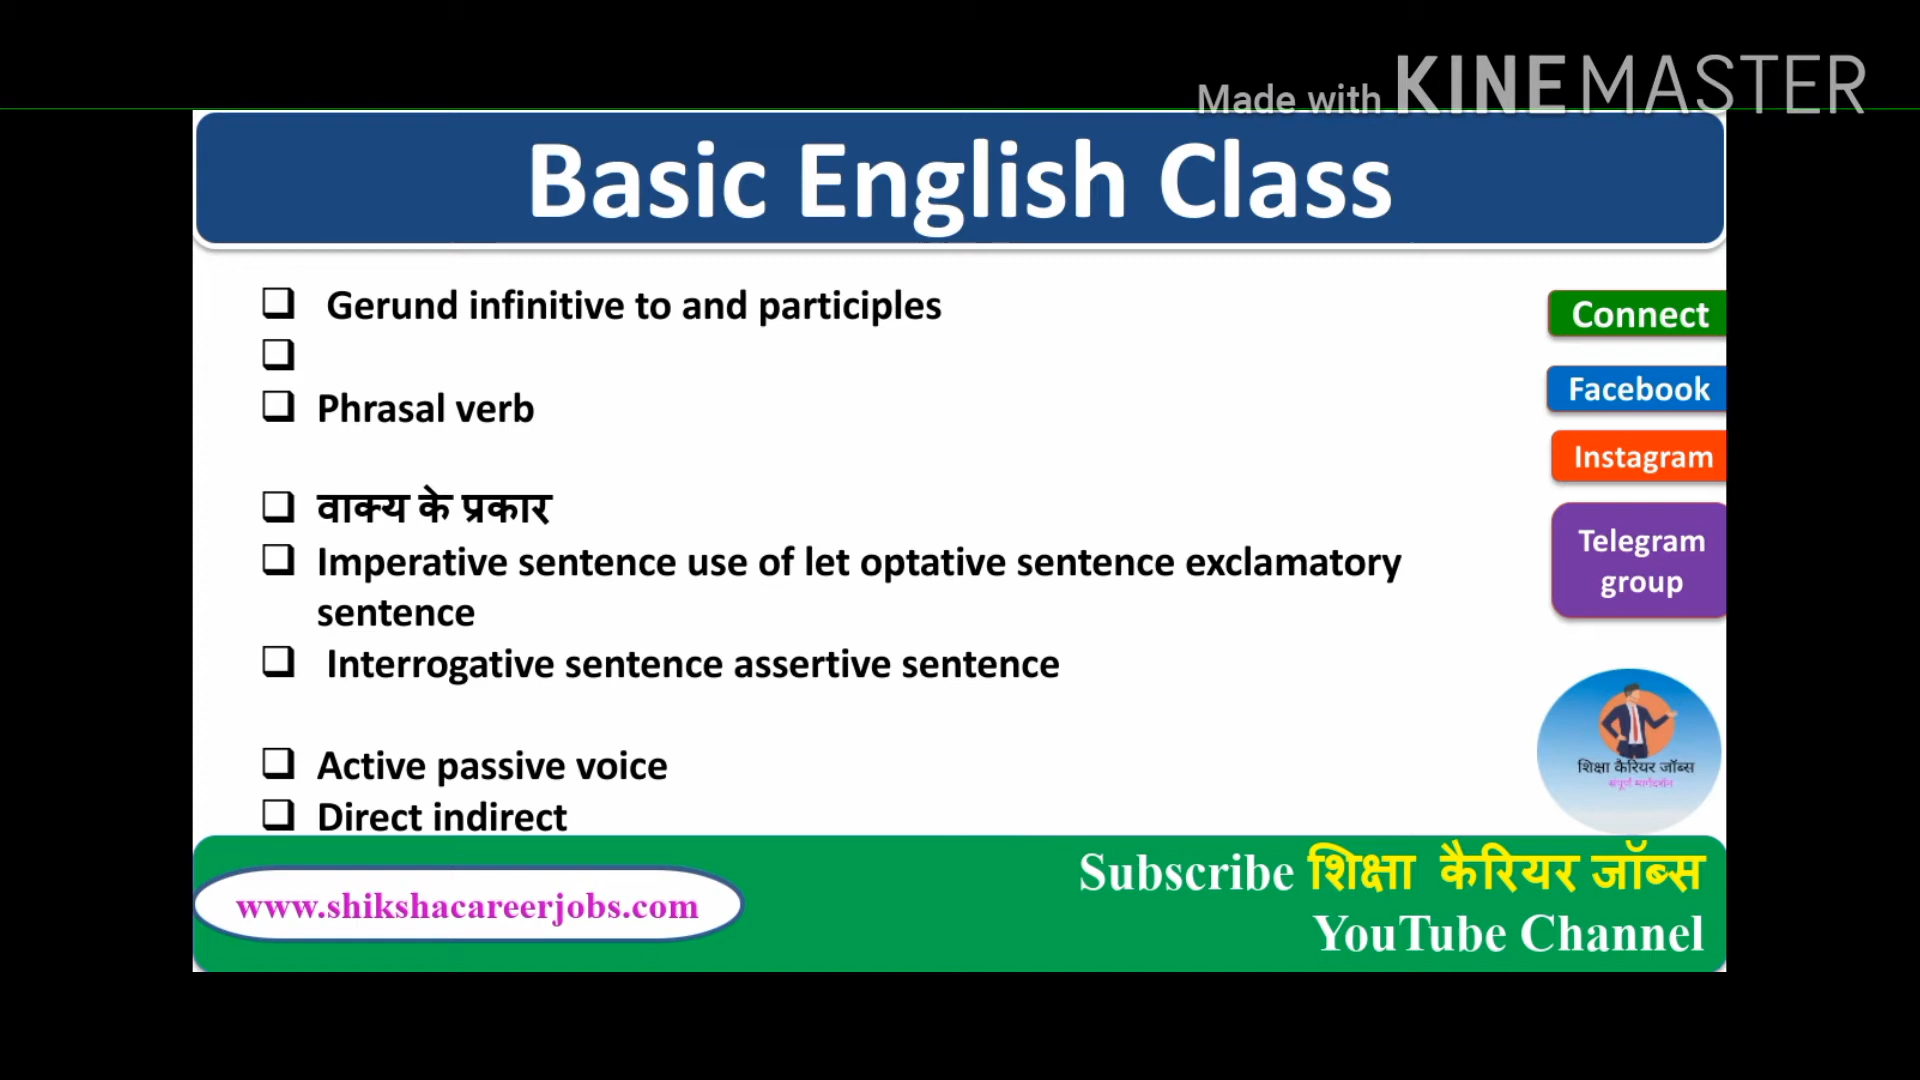 Made with KINEMASTER
Basic English Class
Gerund infinitive to and participles
Phrasal verb
वाक्य के प्रकार
Imperative sentence use of let optative sentence exclamatory
sentence
Interrogative sentence assertive sentence
Active passive voice
Direct indirect
Connect
Facebook
Instagram
Telegram
group
शिक्षा कैरियर जॉब्स
संपूर्ण मार्गदर्शन
www.shikshacareerjobs.com
Subscribe शिक्षा कैरियर जॉब्स
YouTube Channel